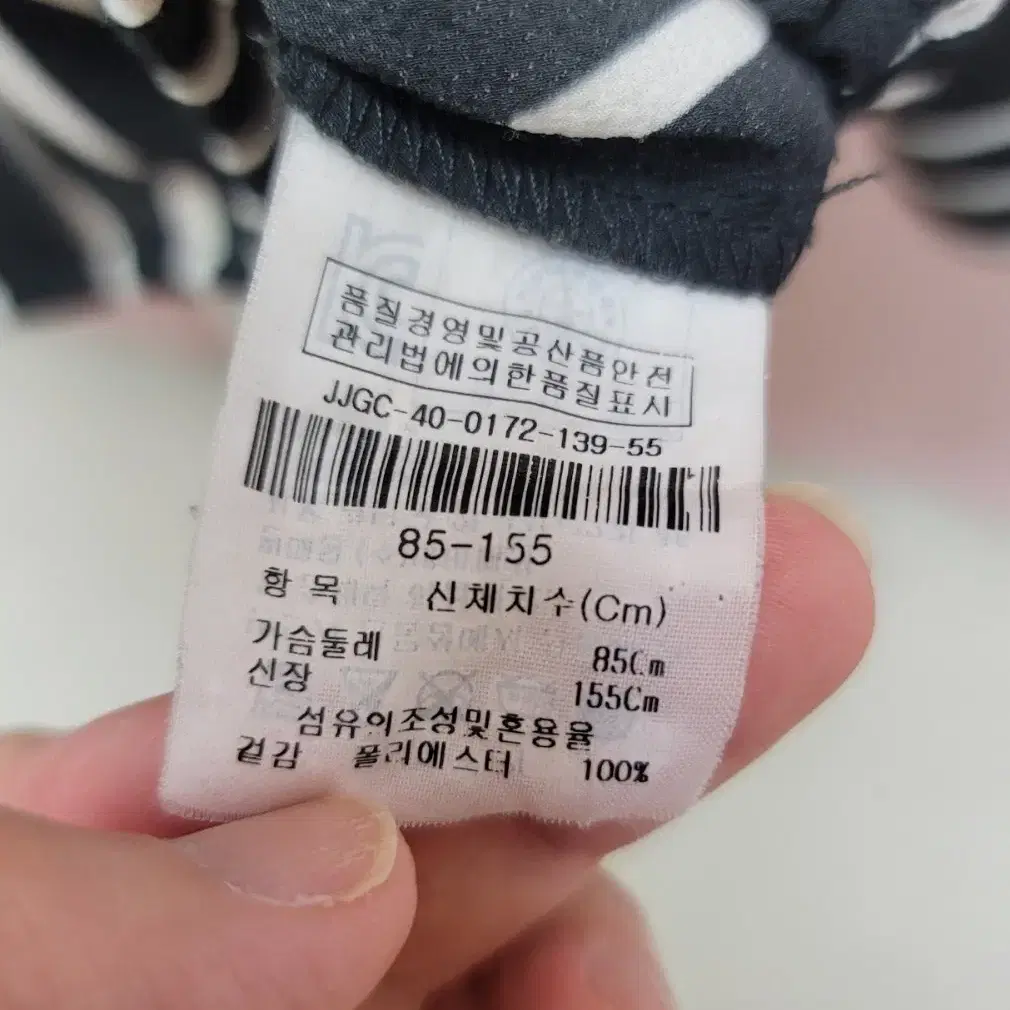 품질경영및공산품안전
관리법에의한품질표시
JJGC-40-0172-139-55
85-155
항 목 신체치수(Cm)
가슴둘레 85Cm
신장 155Cm
섬유의조성및혼용율
겉감 폴리에스터 100%